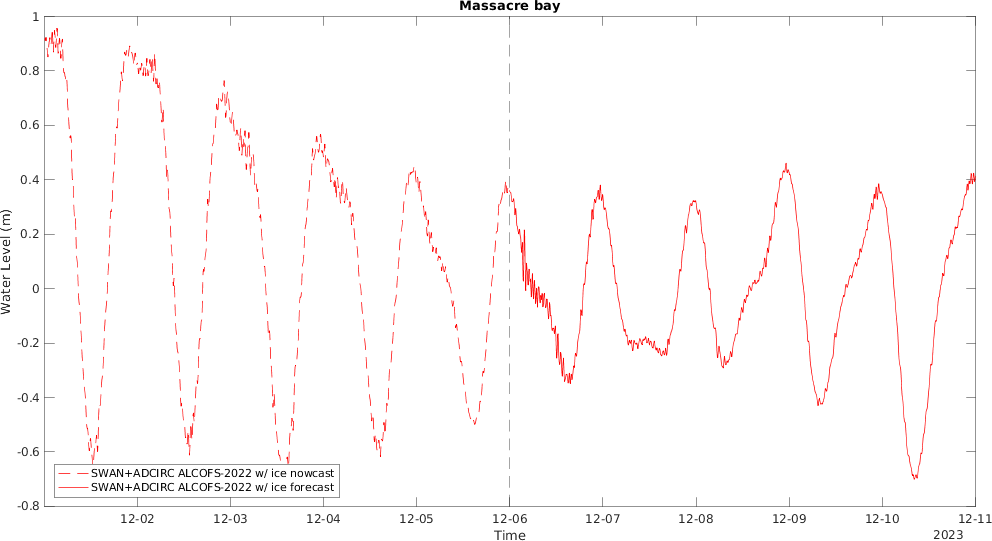 Massacre bay
Water Level (m)
1
0.8
0.6
0.4
0.2
0
-0.2
-0.4
-0.6
-0.8
SWAN+ADCIRC ALCOFS-2022 w/ ice nowcast
SWAN+ADCIRC ALCOFS-2022 w/ ice forecast
12-02 12-03 12-04 12-05 12-06 12-07 12-08 12-09 12-10 12-11
Time
2023